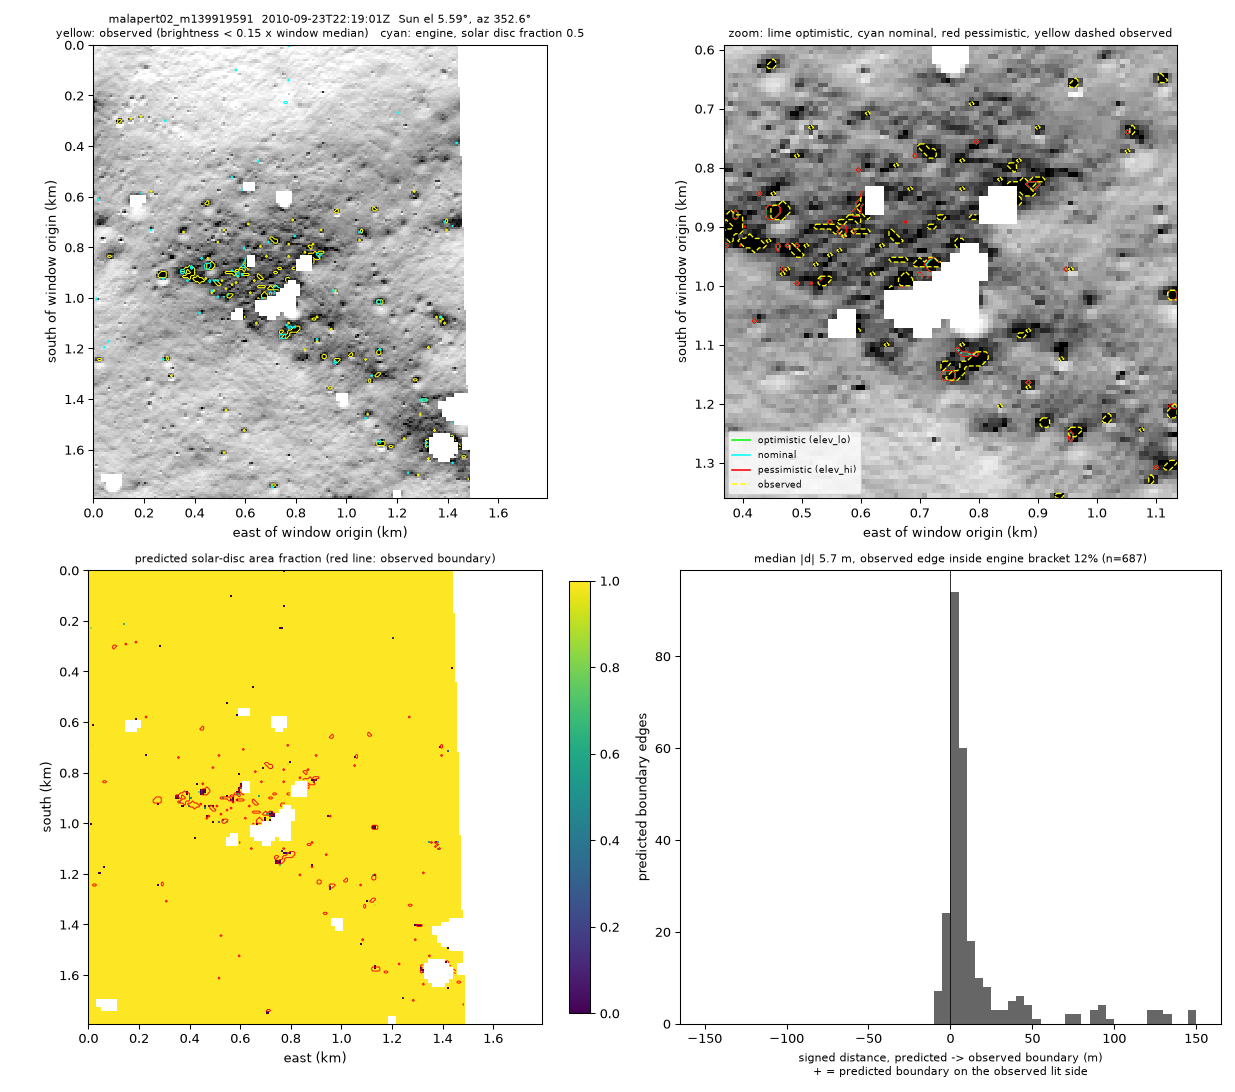 malapert02_m139919591  2010-09-23T22:19:01Z  Sun el 5.59°, az 352.6°
yellow: observed (brightness < 0.15 x window median)   cyan: engine, solar disc fraction 0.5
0.0
0.2
0.4
0.6
0.8
1.0
1.2
1.4
1.6
south of window origin (km)
0.0 0.2 0.4 0.6 0.8 1.0 1.2 1.4 1.6
east of window origin (km)
zoom: lime optimistic, cyan nominal, red pessimistic, yellow dashed observed
0.6
0.7
0.8
0.9
1.0
1.1
1.2
1.3
south of window origin (km)
optimistic (elev_lo)
nominal
pessimistic (elev_hi)
observed
0.4 0.5 0.6 0.7 0.8 0.9 1.0 1.1
east of window origin (km)
predicted solar-disc area fraction (red line: observed boundary)
0.0
0.2
0.4
0.6
0.8
1.0
1.2
1.4
1.6
south (km)
0.0 0.2 0.4 0.6 0.8 1.0 1.2 1.4 1.6
east (km)
1.0
0.8
0.6
0.4
0.2
0.0
median |d| 5.7 m, observed edge inside engine bracket 12% (n=687)
80
60
40
20
0
predicted boundary edges
−150 −100 −50 0 50 100 150
signed distance, predicted -> observed boundary (m)
+ = predicted boundary on the observed lit side